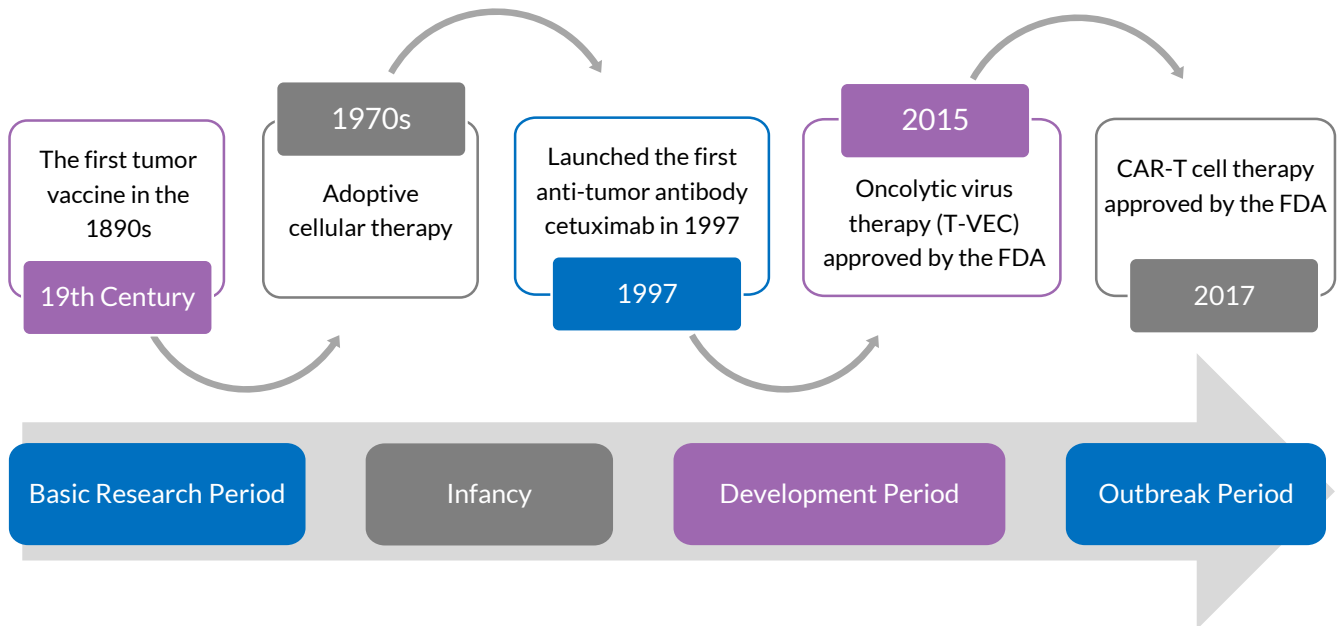 The first tumor
vaccine in the
1890s
19th Century
1970s
Adoptive
cellular therapy
Launched the first
anti-tumor antibody
cetuximab in 1997
1997
2015
Oncolytic virus
therapy (T-VEC)
approved by the FDA
CAR-T cell therapy
approved by the FDA
2017
Basic Research Period
Infancy
Development Period
Outbreak Period